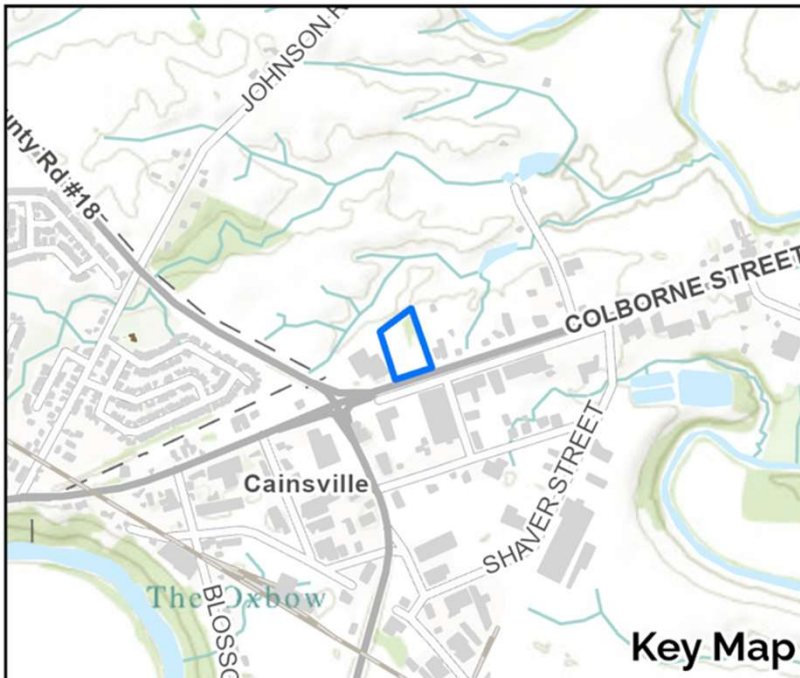 JOHNSON R
unty Rd #18
COLBORNE STREET
Cainsville
SHAVER STREET
The Oxbow
BLOSSO
Key Map